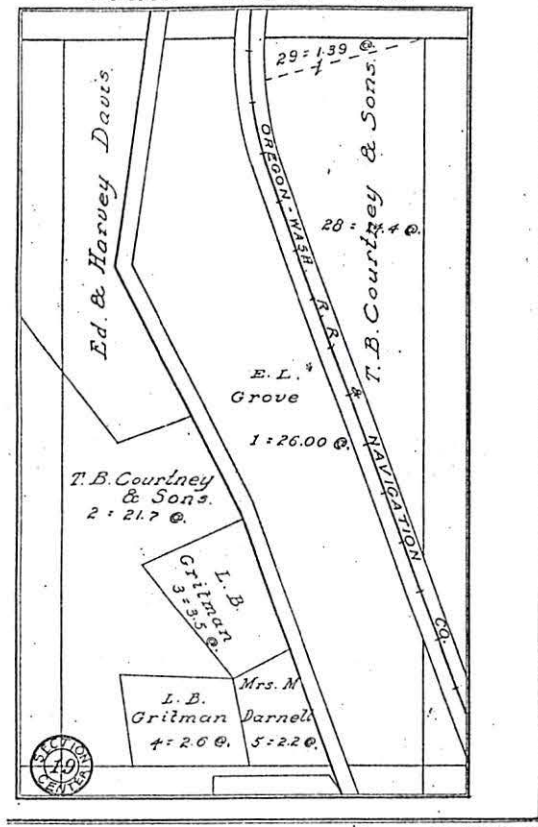 29 = 1.39 @.
1
Ed. & Harvey Davis.
T. B. Courtney & Sons.
OREGON - WASH. R. R. & NAVIGATION CO.
E. L.
Grove
1 = 26.00 @.
T. B. Courtney
& Sons.
2 = 21.7 @.
L. B.
Gritman
3 = 3.5 @.
L. B.
Gritman
4 = 2.6 @.
Mrs. M
Darnell
5 = 2.2 @.
SECTION
19
CENTER
28 =